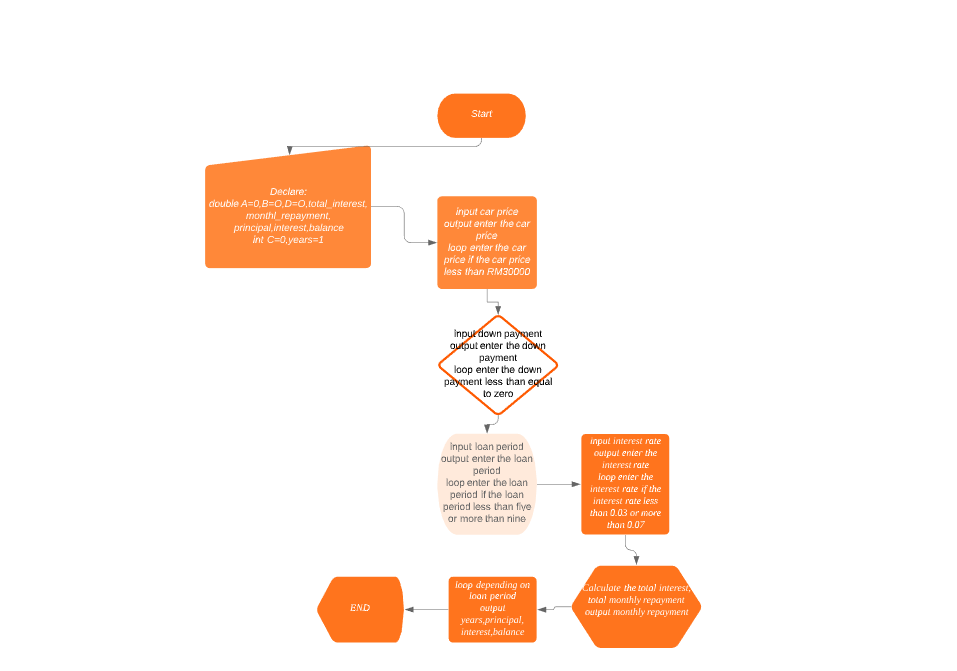 Start
Declare:
double A=0,B=O,D=O,total_interest,
monthl_repayment,
principal,interest,balance
int C=0,years=1
input car price
output enter the car
price
loop enter the car
price if the car price
less than RM30000
Input down payment
output enter the down
payment
loop enter the down
payment less than equal
to zero
input loan period
output enter the loan
period
loop enter the loan
period if the loan
period less than five
or more than nine
input interest rate
output enter the
interest rate
loop enter the
interest rate if the
interest rate less
than 0.03 or more
than 0.07
Calculate the total interest,
total monthly repayment
output monthly repayment
loop depending on
loan period
output
years,principal,
interest,balance
END